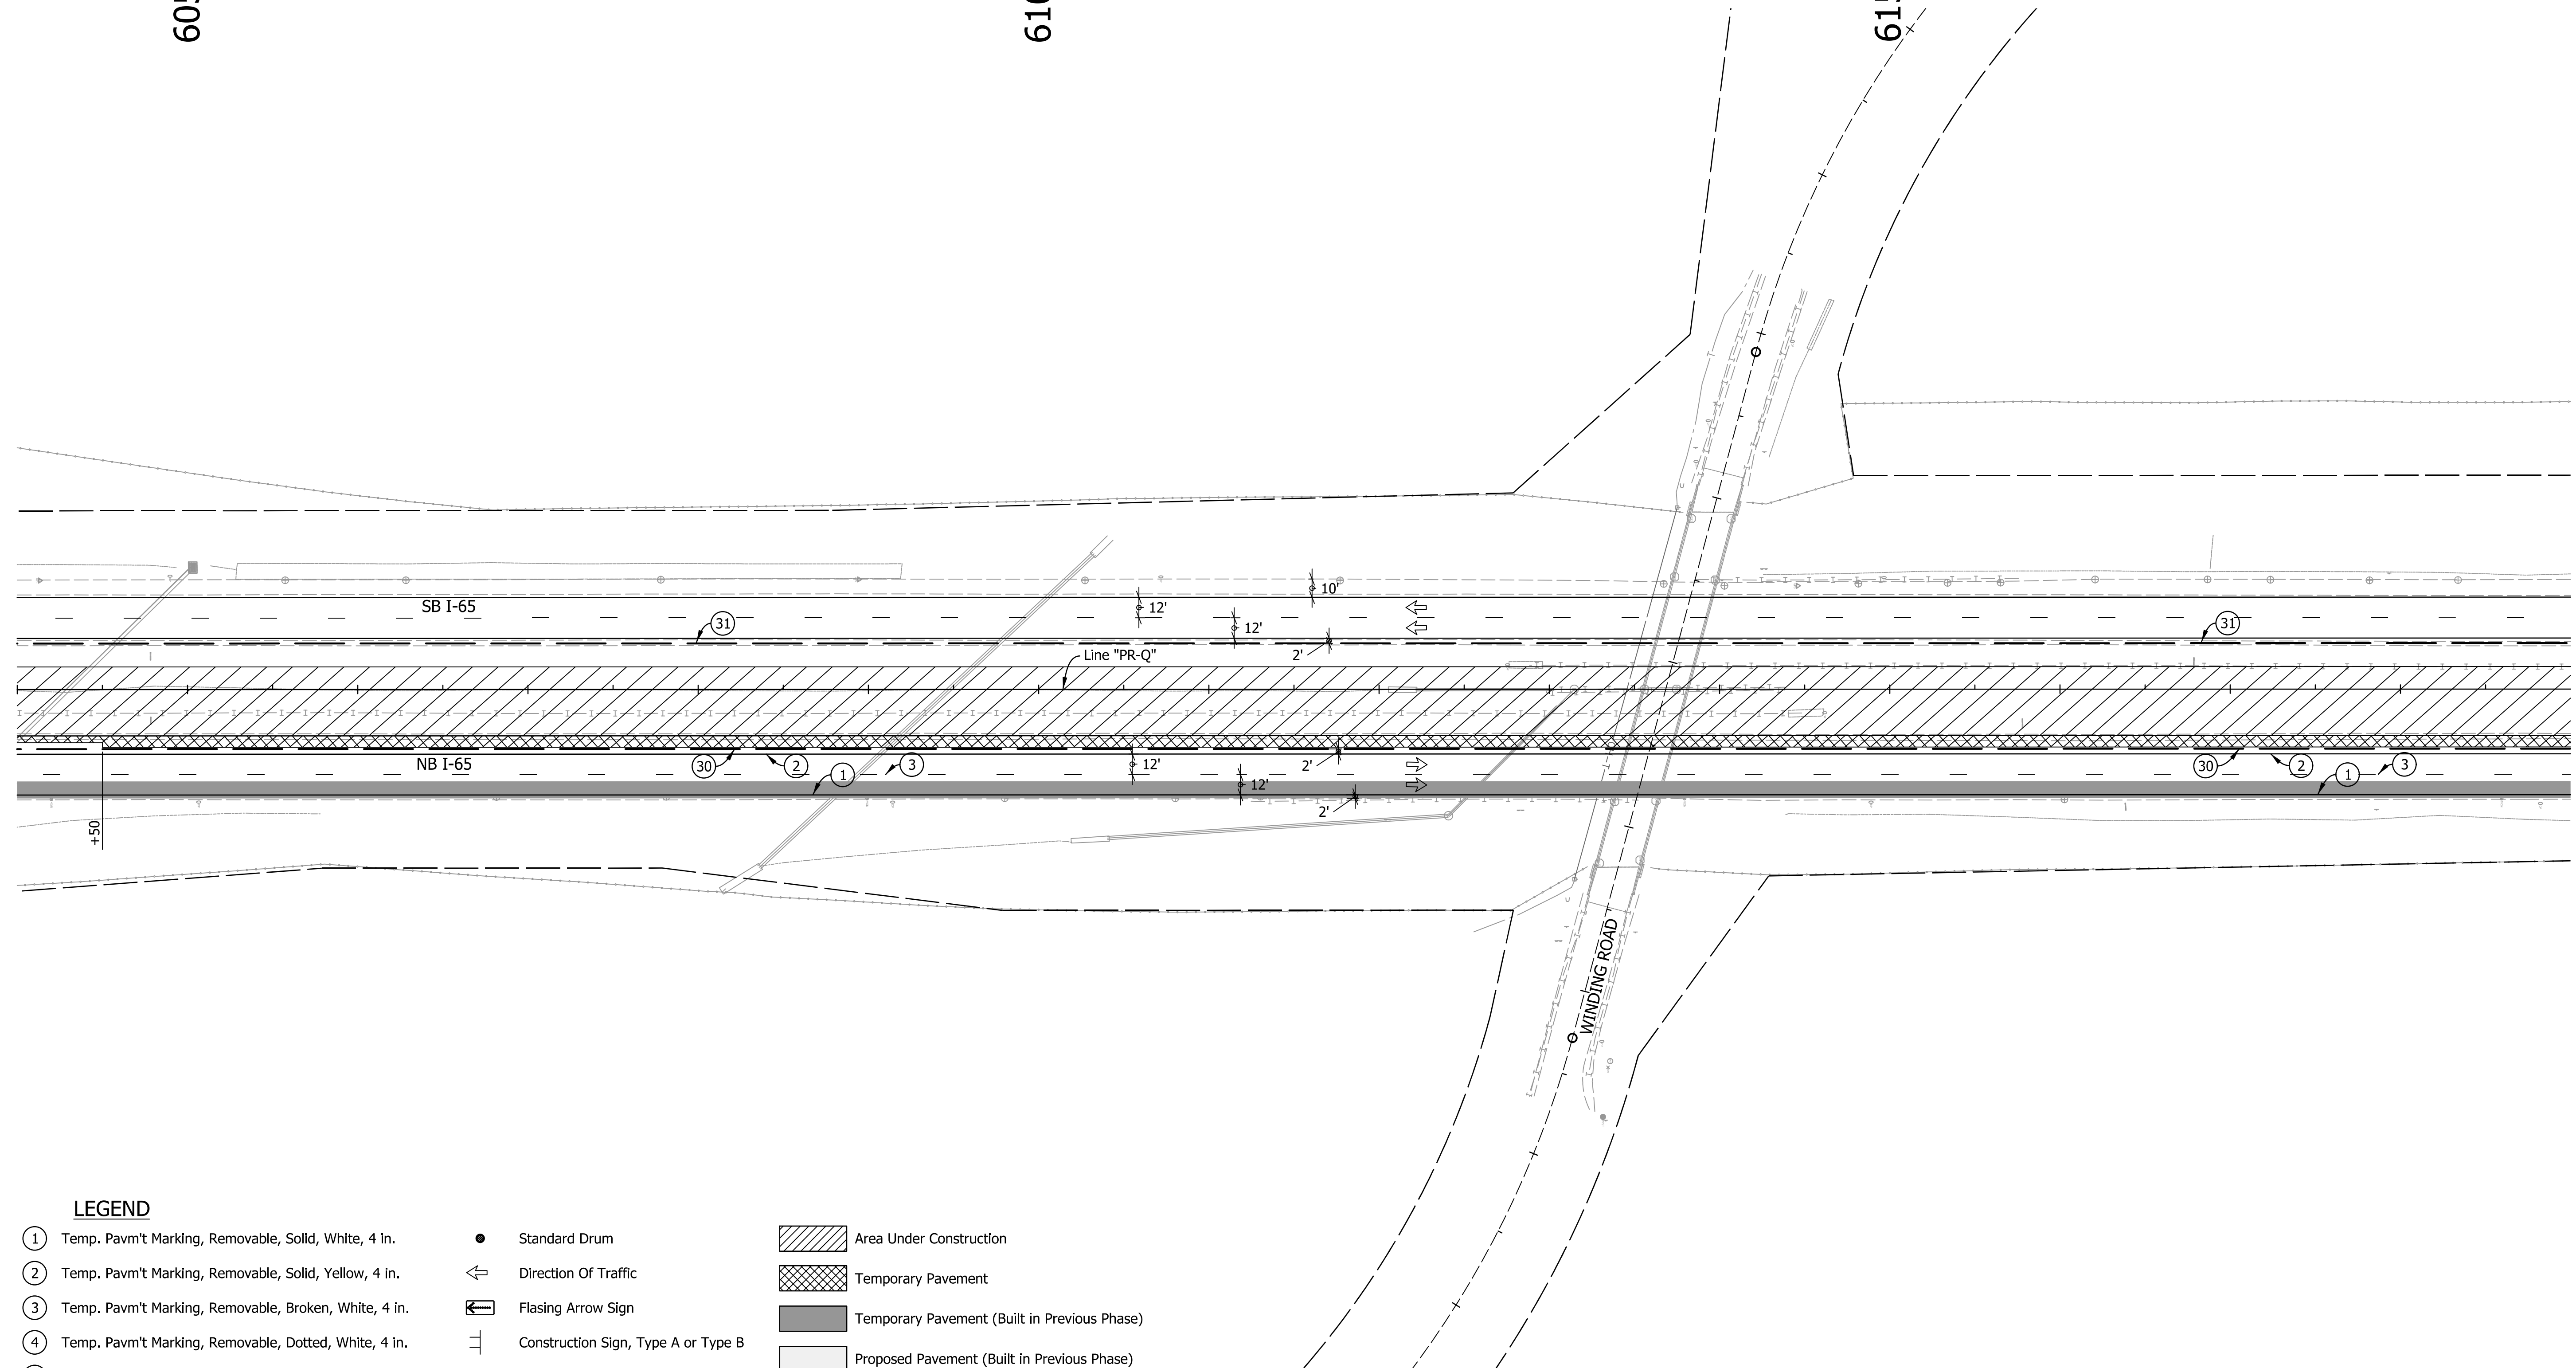 605
610
615
SB I-65
12'
10'
31
12'
31
2'
Line "PR-Q"
NB I-65
30
2
1
3
12'
12'
2'
2'
30
2
1
3
+50
WINDING ROAD
LEGEND
1 Temp. Pavm't Marking, Removable, Solid, White, 4 in.
2 Temp. Pavm't Marking, Removable, Solid, Yellow, 4 in.
3 Temp. Pavm't Marking, Removable, Broken, White, 4 in.
4 Temp. Pavm't Marking, Removable, Dotted, White, 4 in.
Standard Drum
Direction Of Traffic
Flasing Arrow Sign
Construction Sign, Type A or Type B
Area Under Construction
Temporary Pavement
Temporary Pavement (Built in Previous Phase)
Proposed Pavement (Built in Previous Phase)